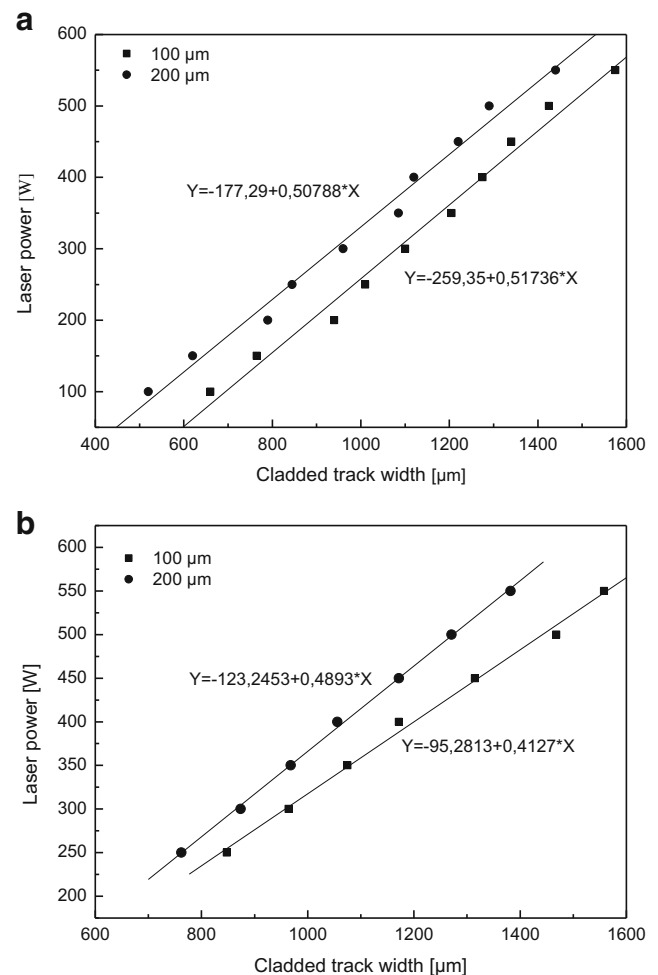 a
600
500
400
300
200
100
Laser power [W]
100 µm
200 µm
Y=-177,29+0,50788*X
Y=-259,35+0,51736*X
400 600 800 1000 1200 1400 1600
Cladded track width [µm]
b
600
550
500
450
400
350
300
250
200
Laser power [W]
100 µm
200 µm
Y=-123,2453+0,4893*X
Y=-95,2813+0,4127*X
600 800 1000 1200 1400 1600
Cladded track width [µm]